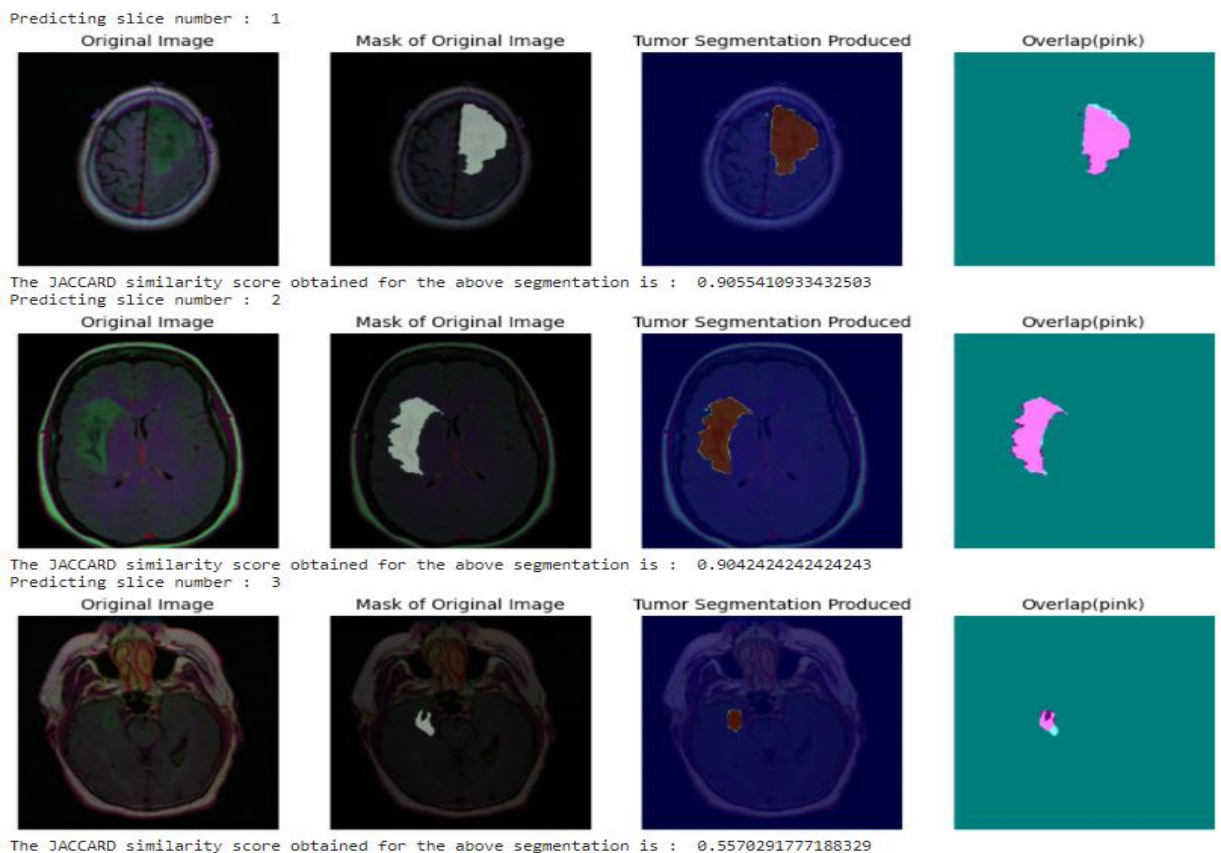 Predicting slice number :  1
Original Image Mask of Original Image Tumor Segmentation Produced Overlap(pink)
The JACCARD similarity score obtained for the above segmentation is :  0.9055410933432503
Predicting slice number :  2
Original Image Mask of Original Image Tumor Segmentation Produced Overlap(pink)
The JACCARD similarity score obtained for the above segmentation is :  0.9042424242424243
Predicting slice number :  3
Original Image Mask of Original Image Tumor Segmentation Produced Overlap(pink)
The JACCARD similarity score obtained for the above segmentation is :  0.5570291777188329